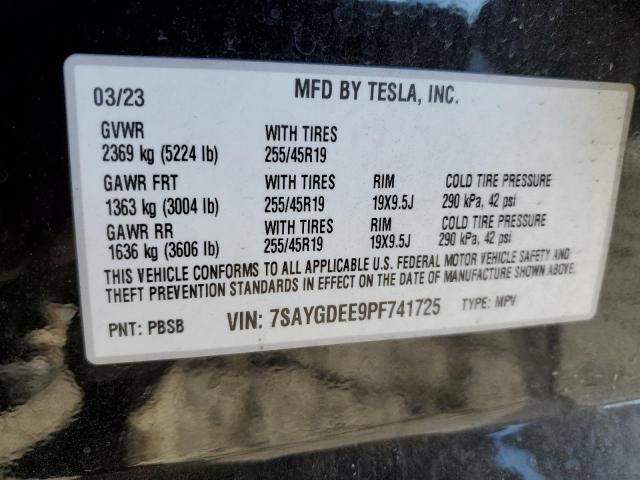 03/23 MFD BY TESLA, INC.
GVWR WITH TIRES
2369 kg (5224 lb) 255/45R19
GAWR FRT WITH TIRES RIM COLD TIRE PRESSURE
1363 kg (3004 lb) 255/45R19 19X9.5J 290 kPa, 42 psi
GAWR RR WITH TIRES RIM COLD TIRE PRESSURE
1636 kg (3606 lb) 255/45R19 19X9.5J 290 kPa, 42 psi
THIS VEHICLE CONFORMS TO ALL APPLICABLE U.S. FEDERAL MOTOR VEHICLE SAFETY AND
THEFT PREVENTION STANDARDS IN EFFECT ON THE DATE OF MANUFACTURE SHOWN ABOVE.
PNT: PBSB VIN: 7SAYGDEE9PF741725 TYPE: MPV